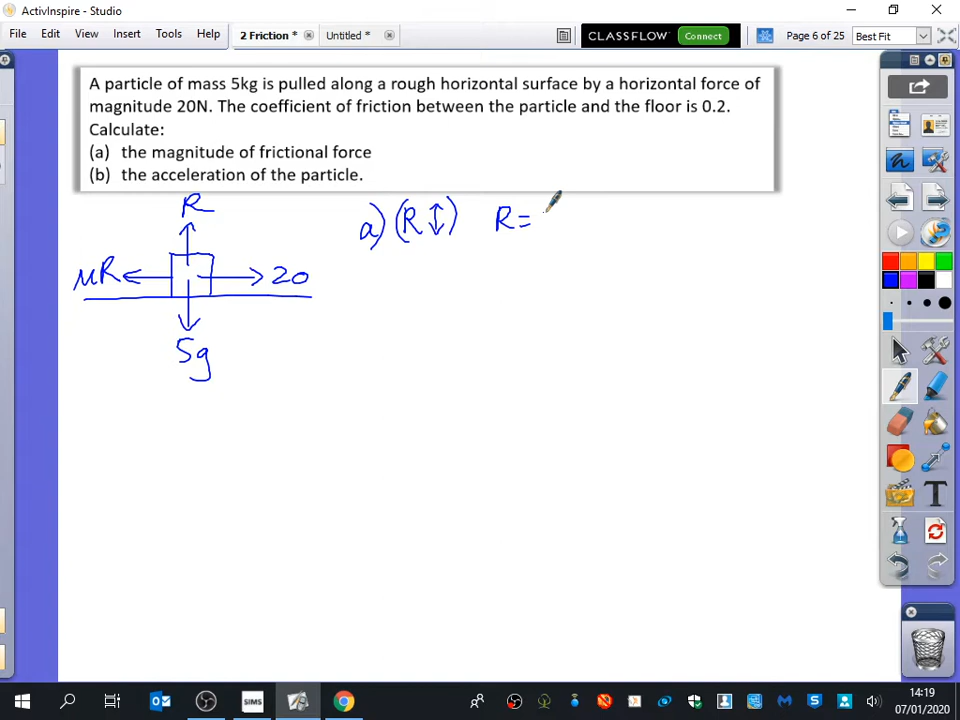 ActivInspire - Studio
File Edit View Insert Tools Help
2 Friction *
Untitled *
CLASSFLOW™ Connect
Page 6 of 25
Best Fit
A particle of mass 5kg is pulled along a rough horizontal surface by a horizontal force of
magnitude 20N. The coefficient of friction between the particle and the floor is 0.2.
Calculate:
(a) the magnitude of frictional force
(b) the acceleration of the particle.
R
a) (R ↕) R=
μR
20
5g
T
SIMS
14:19
07/01/2020